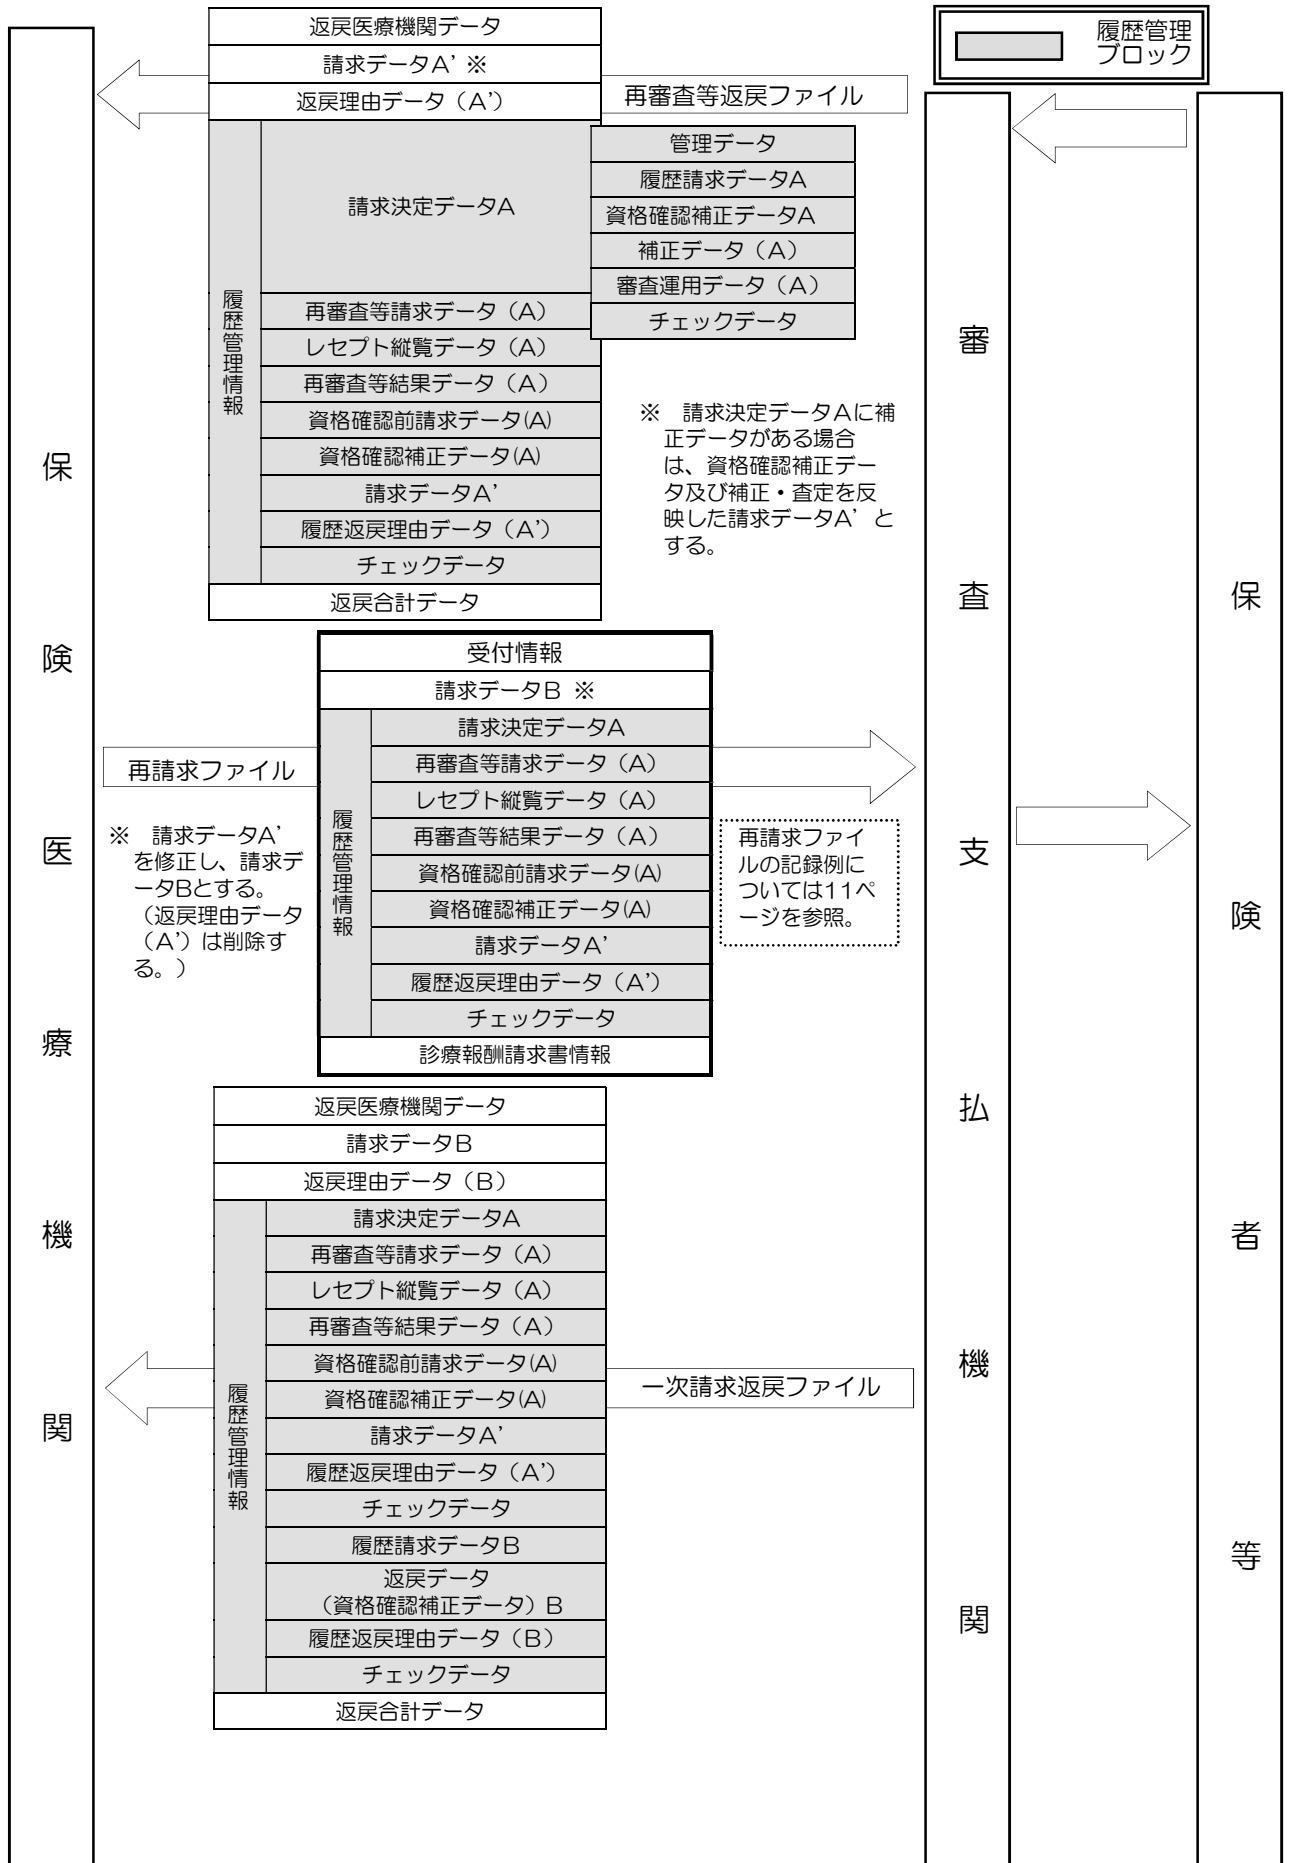 履歴管理
ブロック
保険医療機関
審査支払機関
保険者等
返戻医療機関データ
請求データA’ ※
返戻理由データ（A’）
再審査等返戻ファイル
履歴管理情報
請求決定データA
管理データ
履歴請求データA
資格確認補正データA
補正データ（A）
審査運用データ（A）
チェックデータ
再審査等請求データ（A）
レセプト縦覧データ（A）
再審査等結果データ（A）
資格確認前請求データ(A)
資格確認補正データ(A)
請求データA’
履歴返戻理由データ（A’）
チェックデータ
返戻合計データ
※　請求決定データAに補
正データがある場合
は、資格確認補正デー
タ及び補正・査定を反
映した請求データA’と
する。
受付情報
請求データB ※
履歴管理情報
請求決定データA
再審査等請求データ（A）
レセプト縦覧データ（A）
再審査等結果データ（A）
資格確認前請求データ(A)
資格確認補正データ(A)
請求データA’
履歴返戻理由データ（A’）
チェックデータ
診療報酬請求書情報
再請求ファイル
※　請求データA’
を修正し、請求デ
ータBとする。
（返戻理由データ
（A’）は削除す
る。）
再請求ファイ
ルの記録例に
ついては11ペ
ージを参照。
返戻医療機関データ
請求データB
返戻理由データ（B）
履歴管理情報
請求決定データA
再審査等請求データ（A）
レセプト縦覧データ（A）
再審査等結果データ（A）
資格確認前請求データ(A)
資格確認補正データ(A)
請求データA’
履歴返戻理由データ（A’）
チェックデータ
履歴請求データB
返戻データ
（資格確認補正データ）B
履歴返戻理由データ（B）
チェックデータ
返戻合計データ
一次請求返戻ファイル